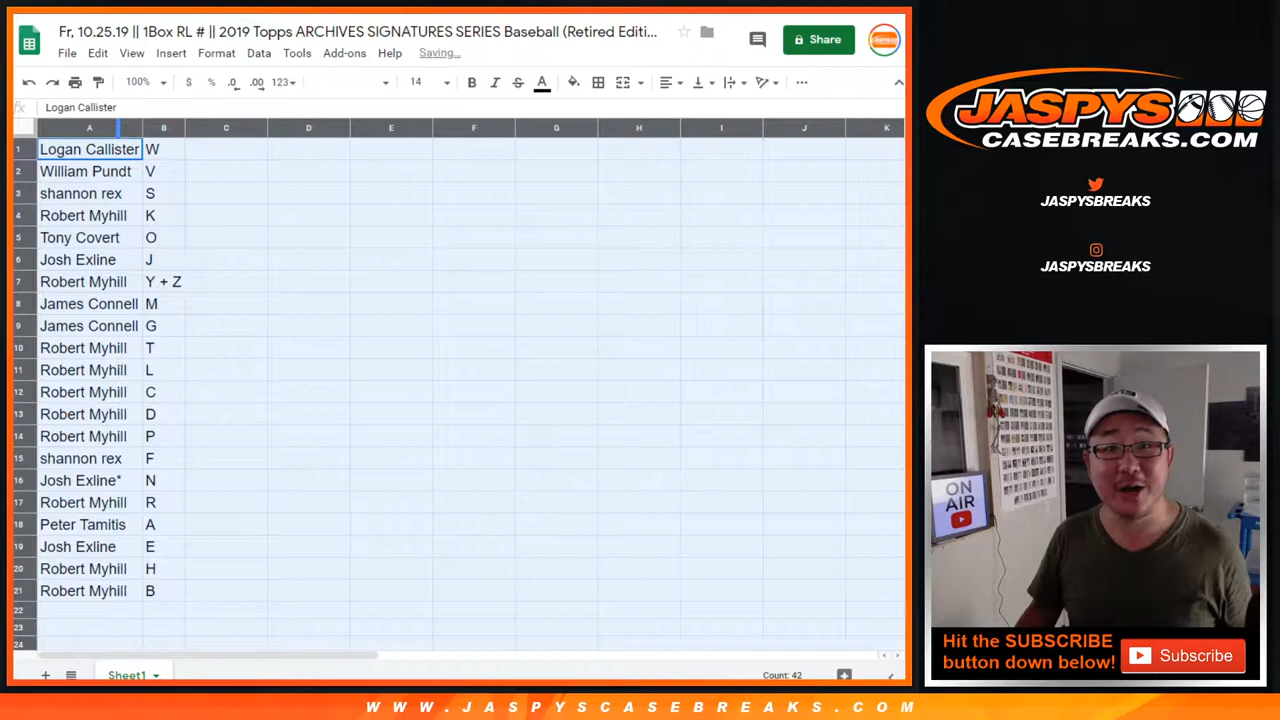 Fr, 10.25.19 || 1Box RL # || 2019 Topps ARCHIVES SIGNATURES SERIES Baseball (Retired Editi...
File Edit View Insert Format Data Tools Add-ons Help Saving...
Share
100% $ % .0 .00 123 14 B I S A
fx Logan Callister
A B C D E F G H I J K
1 Logan Callister W
2 William Pundt V
3 shannon rex S
4 Robert Myhill K
5 Tony Covert O
6 Josh Exline J
7 Robert Myhill Y + Z
8 James Connell M
9 James Connell G
10 Robert Myhill T
11 Robert Myhill L
12 Robert Myhill C
13 Robert Myhill D
14 Robert Myhill P
15 shannon rex F
16 Josh Exline* N
17 Robert Myhill R
18 Peter Tamitis A
19 Josh Exline E
20 Robert Myhill H
21 Robert Myhill B
22
23
24
Sheet1 Count: 42
JASPYS
CASEBREAKS.COM
JASPYSBREAKS
JASPYSBREAKS
ON
AIR
Hit the SUBSCRIBE
button down below!
Subscribe
WWW.JASPYSCASEBREAKS.COM